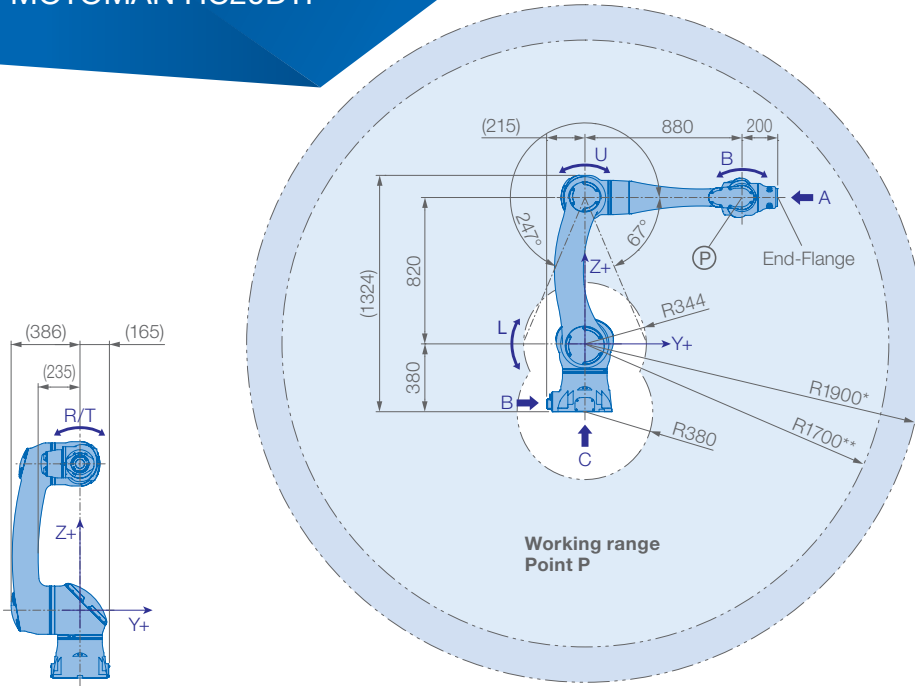 (215)
880
200
U
B
A
247°
67°
P
End-Flange
(1324)
820
Z+
R344
L
Y+
380
B
R1900*
R1700**
R380
C
Working range
Point P
(386)
(165)
(235)
R/T
Z+
Y+